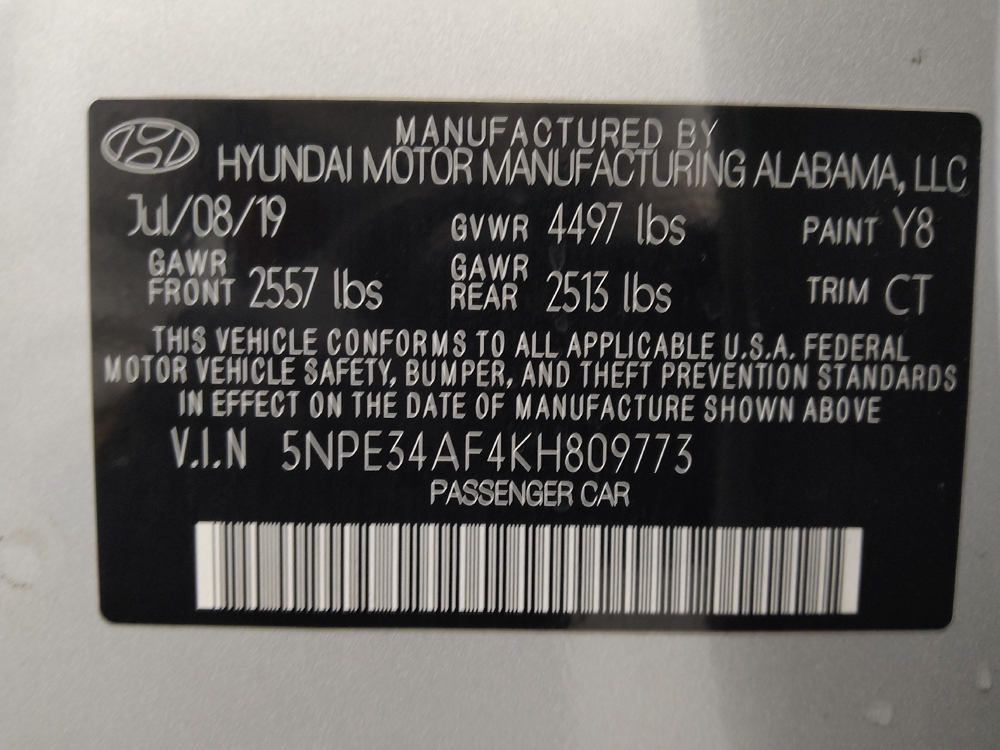 MANUFACTURED BY
HYUNDAI MOTOR MANUFACTURING ALABAMA, LLC
Jul/08/19 GVWR 4497 lbs PAINT Y8
GAWR FRONT 2557 lbs GAWR REAR 2513 lbs TRIM CT
THIS VEHICLE CONFORMS TO ALL APPLICABLE U.S.A. FEDERAL
MOTOR VEHICLE SAFETY, BUMPER, AND THEFT PREVENTION STANDARDS
IN EFFECT ON THE DATE OF MANUFACTURE SHOWN ABOVE
V.I.N 5NPE34AF4KH809773
PASSENGER CAR